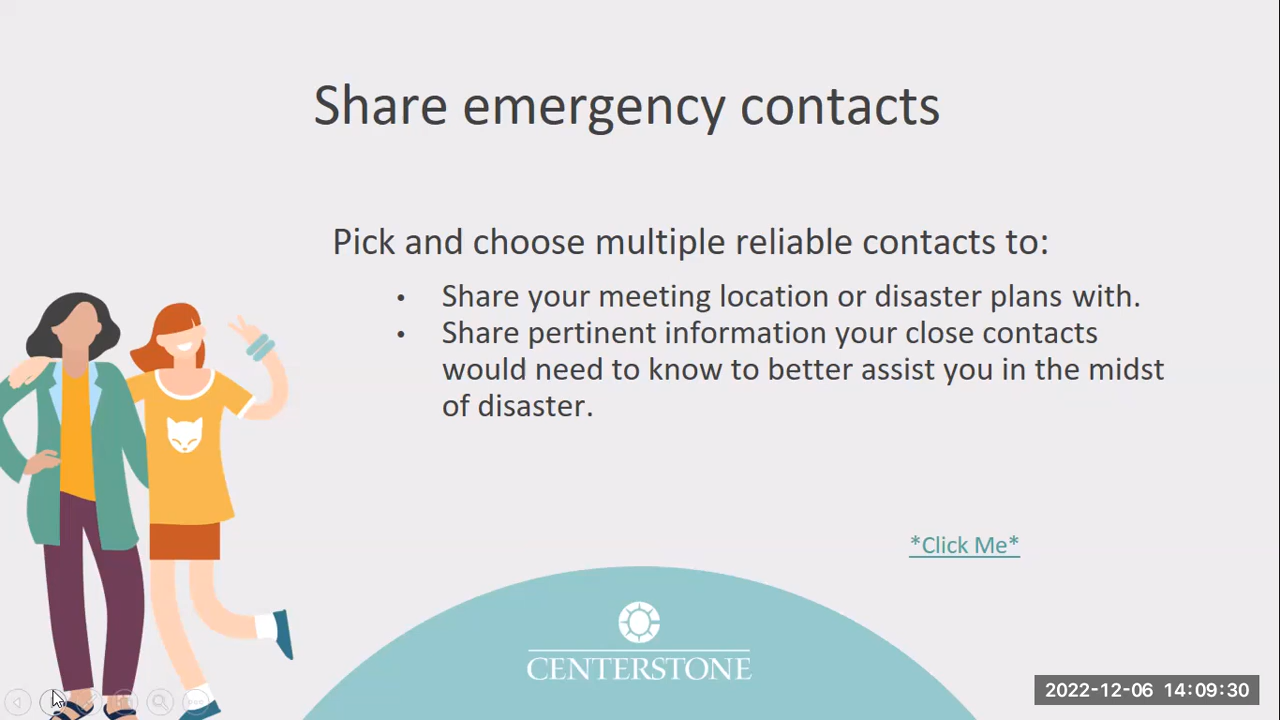 Share emergency contacts
Pick and choose multiple reliable contacts to:
• Share your meeting location or disaster plans with.
• Share pertinent information your close contacts
would need to know to better assist you in the midst
of disaster.
*Click Me*
CENTERSTONE
2022-12-06 14:09:30